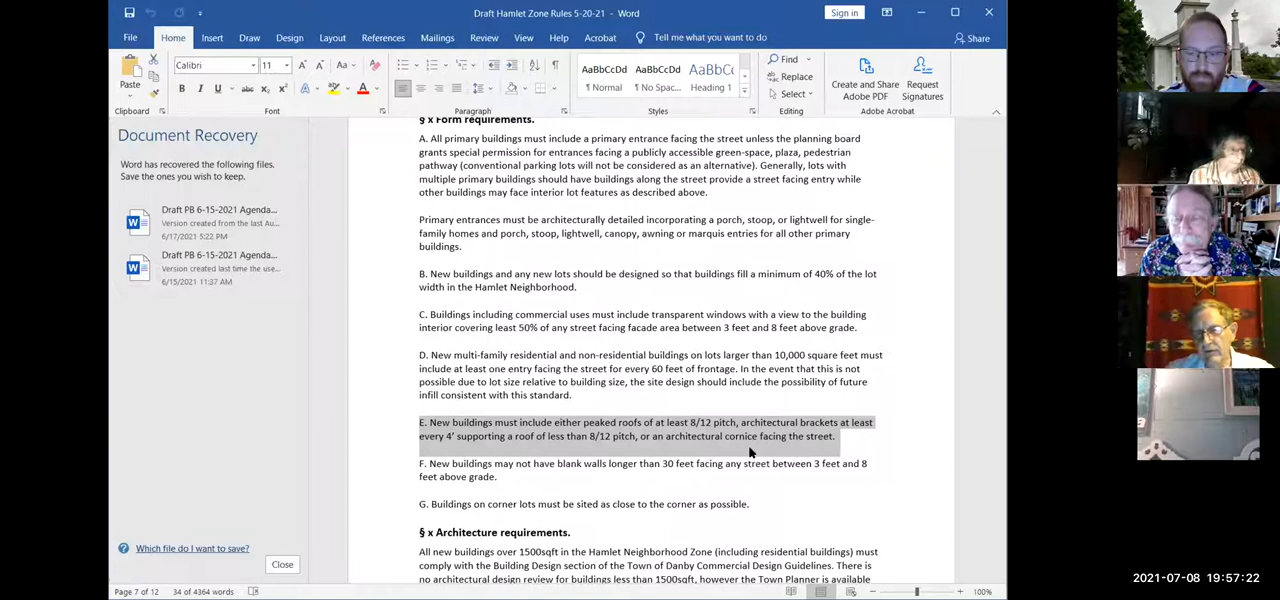 Draft Hamlet Zone Rules 5-20-21 - Word
Sign in
File Home Insert Draw Design Layout References Mailings Review View Help Acrobat Tell me what you want to do
Share
Paste
Calibri 11
Aa
B I U abc x₂ x² A A
AaBbCcDd AaBbCcDd AaBbCc
¶ Normal ¶ No Spac... Heading 1
Find
Replace
Select
Create and Share Adobe PDF
Request Signatures
Clipboard Font Paragraph Styles Editing Adobe Acrobat
Document Recovery
Word has recovered the following files.
Save the ones you wish to keep.
Draft PB 6-15-2021 Agenda...
Version created from the last Au...
6/17/2021 5:22 PM
Draft PB 6-15-2021 Agenda...
Version created last time the use...
6/15/2021 11:37 AM
Which file do I want to save?
Close
§ x Form requirements.
A. All primary buildings must include a primary entrance facing the street unless the planning board
grants special permission for entrances facing a publicly accessible green-space, plaza, pedestrian
pathway (conventional parking lots will not be considered as an alternative). Generally, lots with
multiple primary buildings should have buildings along the street provide a street facing entry while
other buildings may face interior lot features as described above.
Primary entrances must be architecturally detailed incorporating a porch, stoop, or lightwell for single-
family homes and porch, stoop, lightwell, canopy, awning or marquis entries for all other primary
buildings.
B. New buildings and any new lots should be designed so that buildings fill a minimum of 40% of the lot
width in the Hamlet Neighborhood.
C. Buildings including commercial uses must include transparent windows with a view to the building
interior covering least 50% of any street facing facade area between 3 feet and 8 feet above grade.
D. New multi-family residential and non-residential buildings on lots larger than 10,000 square feet must
include at least one entry facing the street for every 60 feet of frontage. In the event that this is not
possible due to lot size relative to building size, the site design should include the possibility of future
infill consistent with this standard.
E. New buildings must include either peaked roofs of at least 8/12 pitch, architectural brackets at least
every 4' supporting a roof of less than 8/12 pitch, or an architectural cornice facing the street.
F. New buildings may not have blank walls longer than 30 feet facing any street between 3 feet and 8
feet above grade.
G. Buildings on corner lots must be sited as close to the corner as possible.
§ x Architecture requirements.
All new buildings over 1500sqft in the Hamlet Neighborhood Zone (including residential buildings) must
comply with the Building Design section of the Town of Danby Commercial Design Guidelines. There is
no architectural design review for buildings less than 1500sqft, however the Town Planner is available
Page 7 of 12 34 of 4364 words
100%
2021-07-08 19:57:22